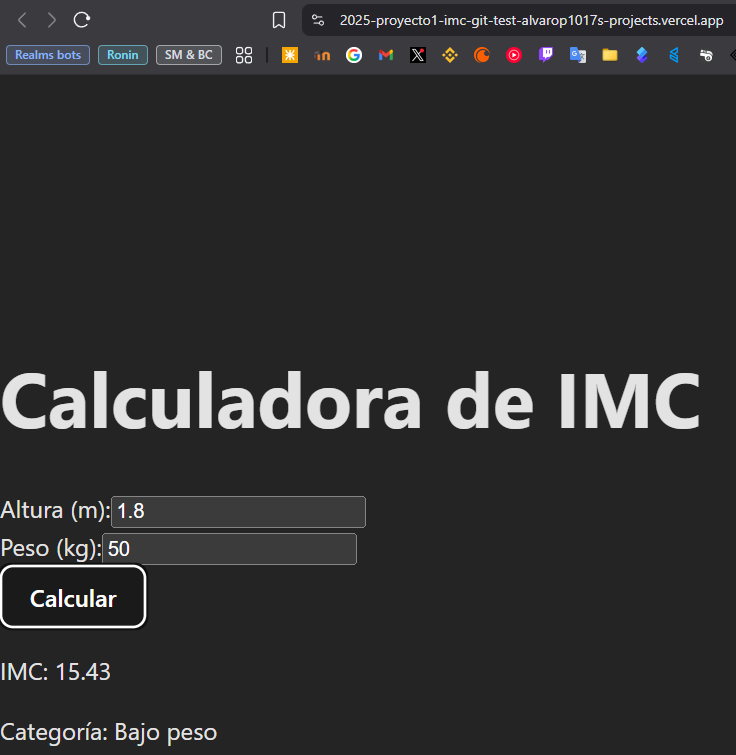 2025-proyecto1-imc-git-test-alvarop1017s-projects.vercel.app
Realms bots Ronin SM & BC
Calculadora de IMC
Altura (m): 1.8
Peso (kg): 50
Calcular
IMC: 15.43
Categoría: Bajo peso